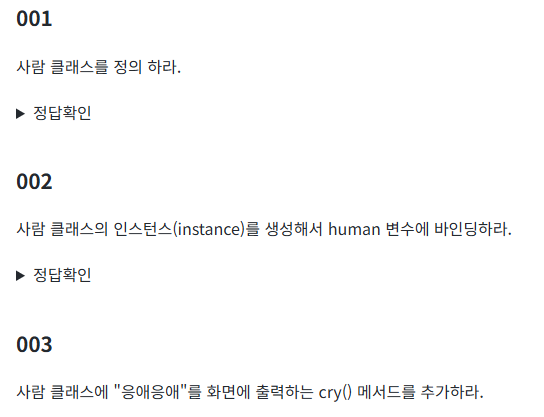 001
사람 클래스를 정의 하라.
▶ 정답확인
002
사람 클래스의 인스턴스(instance)를 생성해서 human 변수에 바인딩하라.
▶ 정답확인
003
사람 클래스에 "응애응애"를 화면에 출력하는 cry() 메서드를 추가하라.